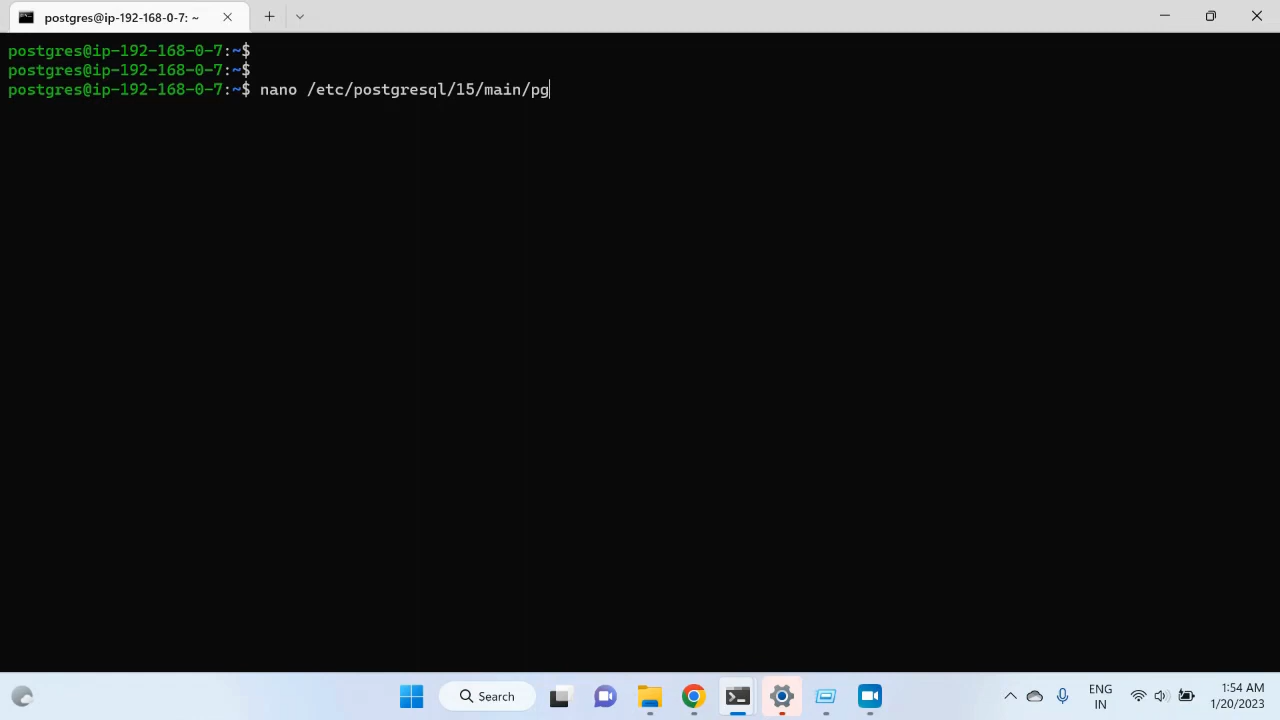 postgres@ip-192-168-0-7: ~
postgres@ip-192-168-0-7:~$
postgres@ip-192-168-0-7:~$
postgres@ip-192-168-0-7:~$ nano /etc/postgresql/15/main/pg
Search
ENG
IN
1:54 AM
1/20/2023